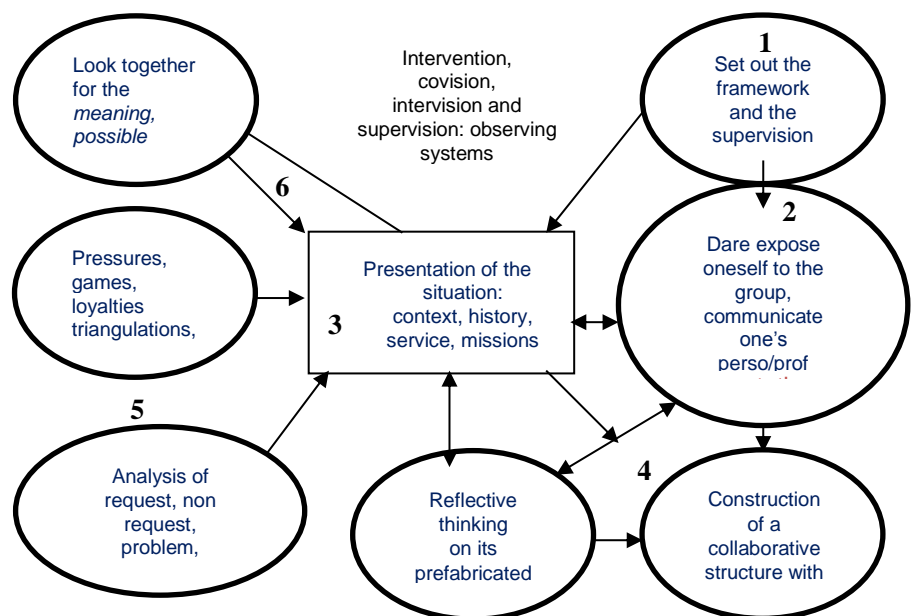 Look together
for the
meaning,
possible
Intervention,
covision,
intervision and
supervision: observing
systems
1
Set out the
framework
and the
supervision
6
2
Pressures,
games,
loyalties
triangulations,
3
Presentation of the
situation:
context, history,
service, missions
Dare expose
oneself to the
group,
communicate
one's
perso/prof
5
Analysis of
request, non
request,
problem,
Reflective
thinking
on its
prefabricated
4
Construction
of a
collaborative
structure with